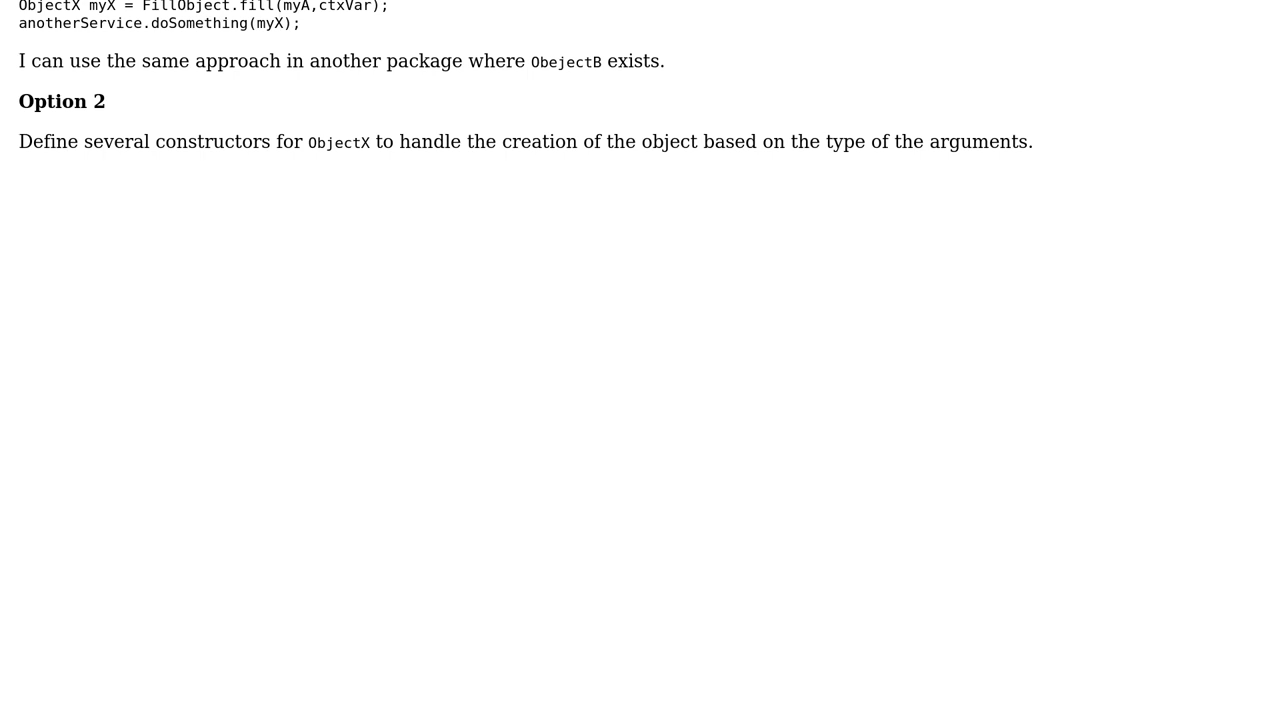 ObjectX myX = FillObject.fill(myA,ctxVar);
anotherService.doSomething(myX);
I can use the same approach in another package where ObejectB exists.
Option 2
Define several constructors for ObjectX to handle the creation of the object based on the type of the arguments.